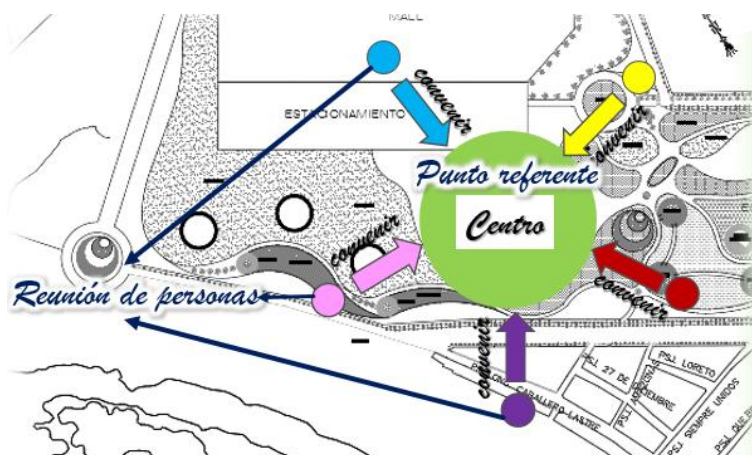 MALL
convenir
ESTACIONAMIENTO
convenir
Punto referente
convenir
Centro
convenir
Reunión de personas
convenir
PSJ. LORETO
PSJ. 27 DE
CABALLERO LASTRE
PSJ. SIEMPRE UNIDOS